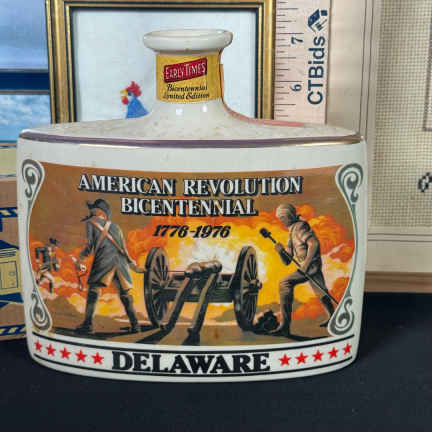 EARLY TIMES
Bicentennial
Limited Edition
7
6
CTBids
AMERICAN REVOLUTION
BICENTENNIAL
1776-1976
DELAWARE